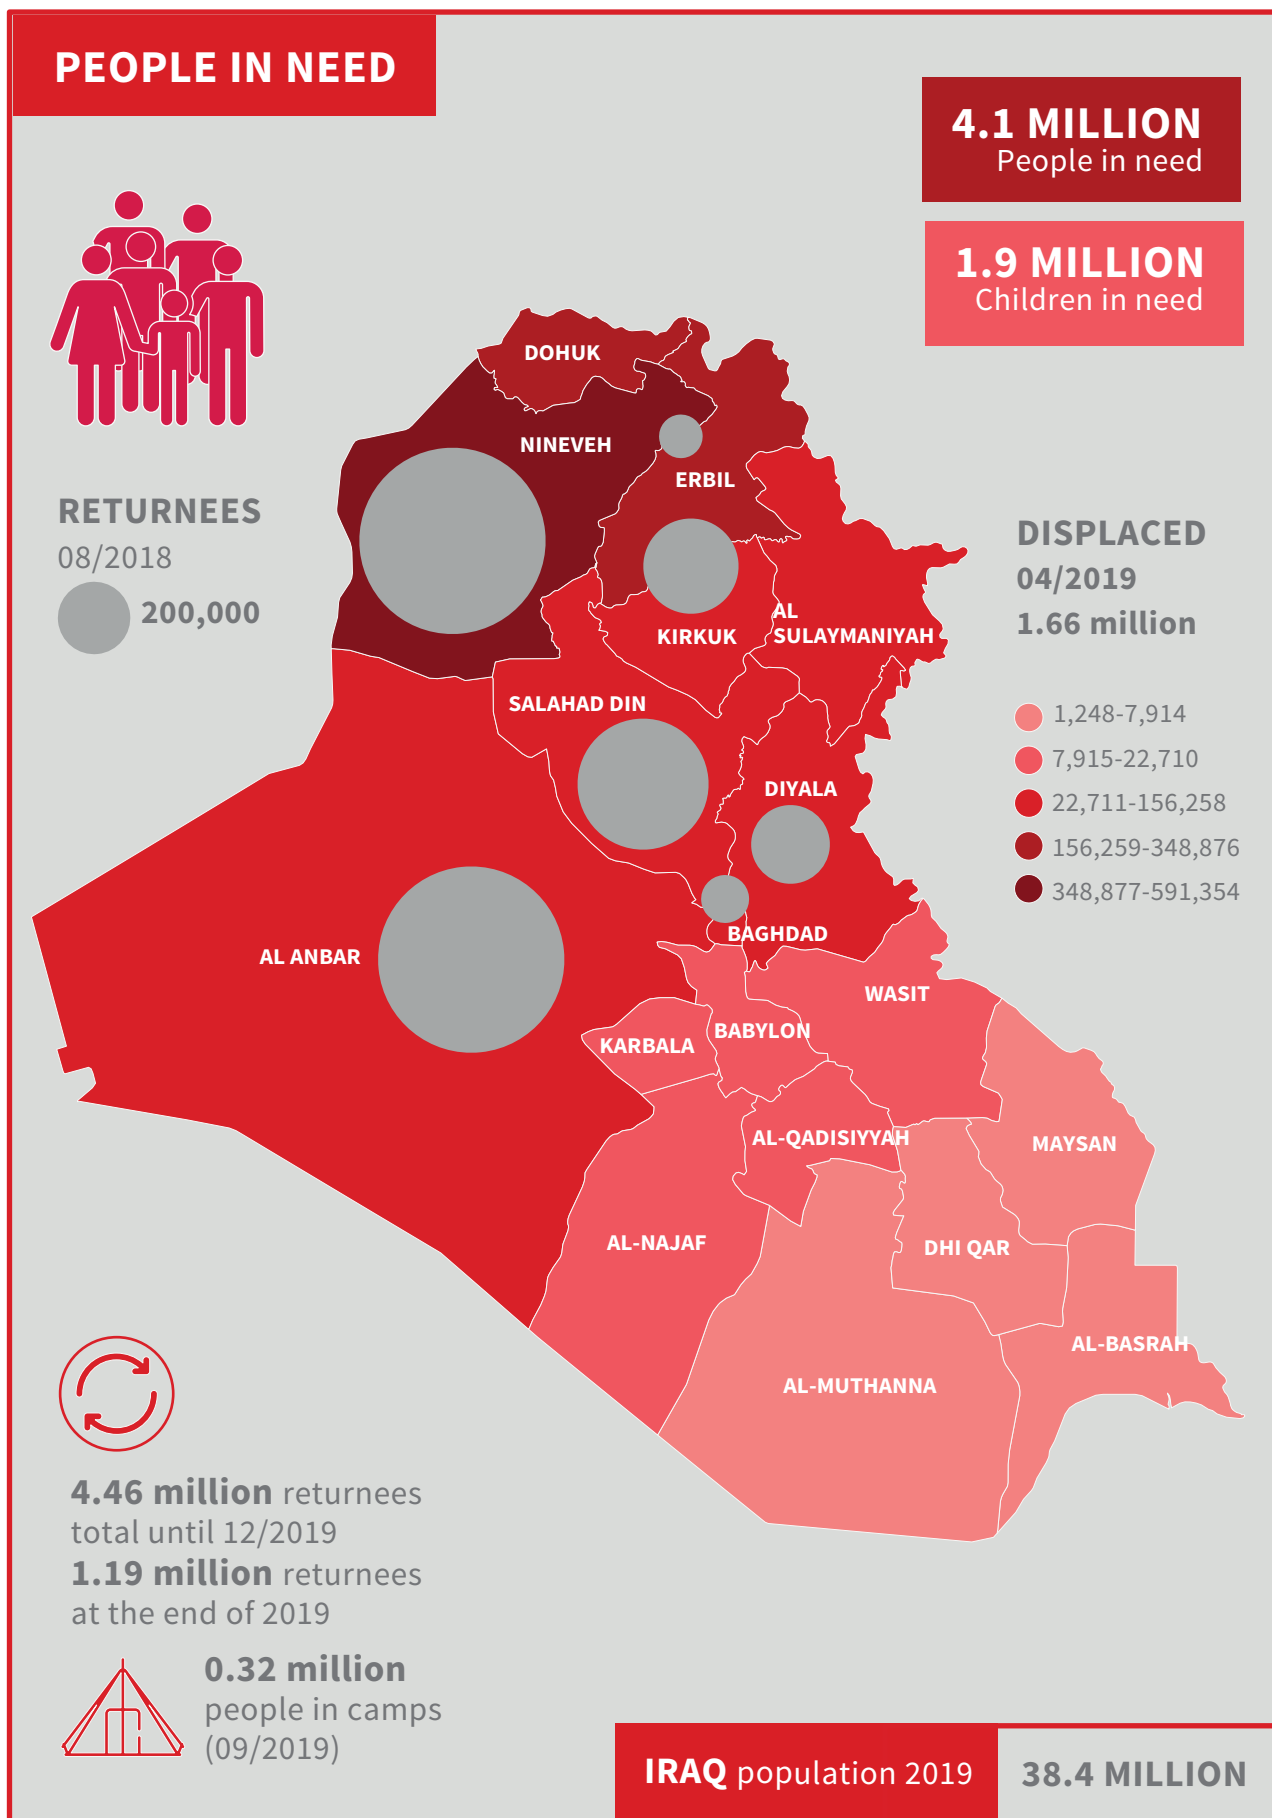 PEOPLE IN NEED
4.1 MILLION
People in need
1.9 MILLION
Children in need
RETURNEES
08/2018
200,000
DISPLACED
04/2019
1.66 million
1,248-7,914
7,915-22,710
22,711-156,258
156,259-348,876
348,877-591,354
DOHUK
NINEVEH
ERBIL
AL
SULAYMANIYAH
KIRKUK
SALAHAD DIN
DIYALA
BAGHDAD
AL ANBAR
WASIT
BABYLON
KARBALA
AL-QADISIYYAH
MAYSAN
AL-NAJAF
DHI QAR
AL-BASRAH
AL-MUTHANNA
4.46 million returnees
total until 12/2019
1.19 million returnees
at the end of 2019
0.32 million
people in camps
(09/2019)
IRAQ population 2019
38.4 MILLION